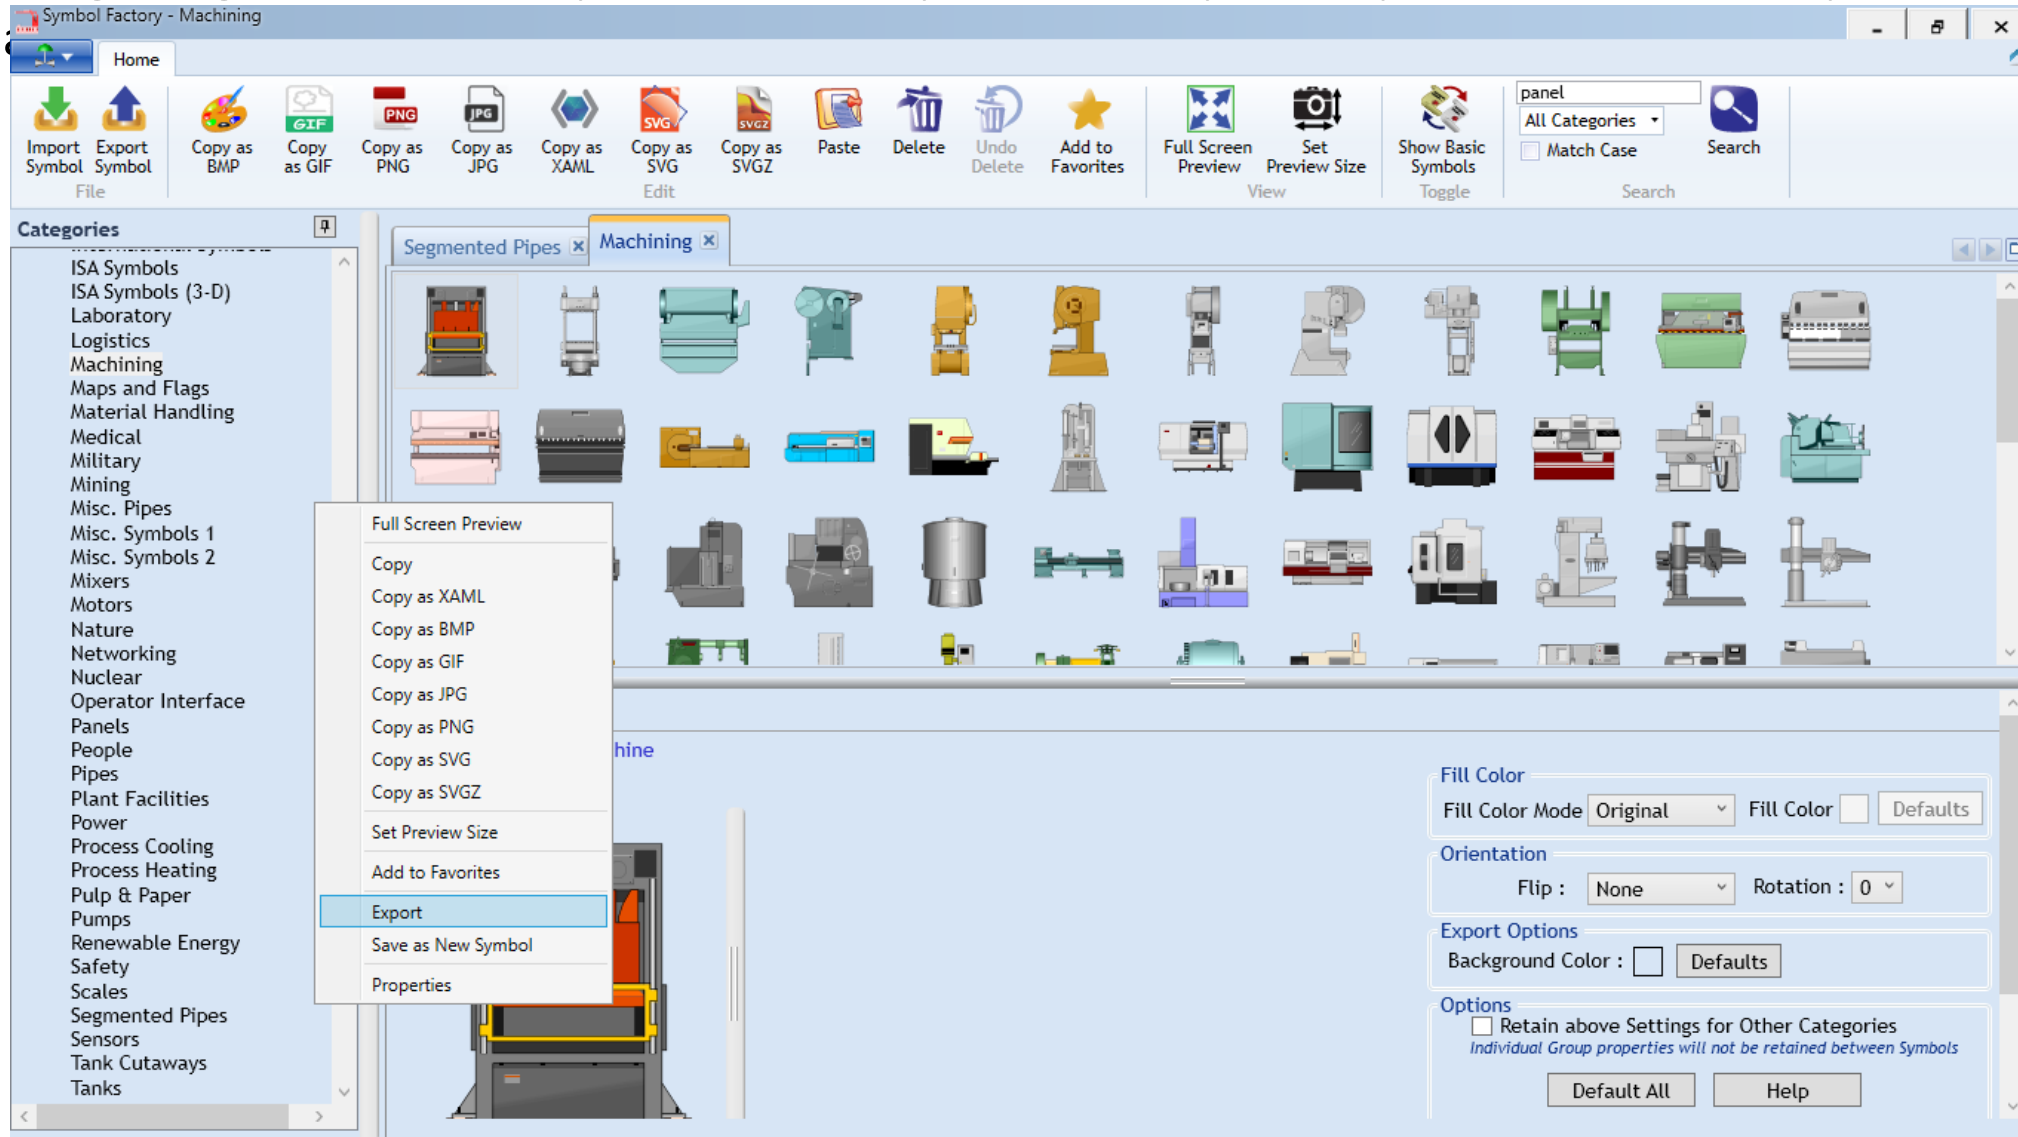 Symbol Factory - Machining
Home
Import Symbol
Export Symbol
File
Copy as BMP
GIF
Copy as GIF
PNG
Copy as PNG
JPG
Copy as JPG
Copy as XAML
SVG
Copy as SVG
SVGZ
Copy as SVGZ
Paste
Delete
Undo Delete
Add to Favorites
Edit
Full Screen Preview
Set Preview Size
View
Show Basic Symbols
Toggle
panel
All Categories
Match Case
Search
Search
Categories
Segmented Pipes
Machining
ISA Symbols
ISA Symbols (3-D)
Laboratory
Logistics
Machining
Maps and Flags
Material Handling
Medical
Military
Mining
Misc. Pipes
Misc. Symbols 1
Misc. Symbols 2
Mixers
Motors
Nature
Networking
Nuclear
Operator Interface
Panels
People
Pipes
Plant Facilities
Power
Process Cooling
Process Heating
Pulp & Paper
Pumps
Renewable Energy
Safety
Scales
Segmented Pipes
Sensors
Tank Cutaways
Tanks
Full Screen Preview
Copy
Copy as XAML
Copy as BMP
Copy as GIF
Copy as JPG
Copy as PNG
Copy as SVG
Copy as SVGZ
Set Preview Size
Add to Favorites
Export
Save as New Symbol
Properties
hine
Fill Color
Fill Color Mode Original Fill Color Defaults
Orientation
Flip : None Rotation : 0
Export Options
Background Color : Defaults
Options
Retain above Settings for Other Categories
Individual Group properties will not be retained between Symbols
Default All Help